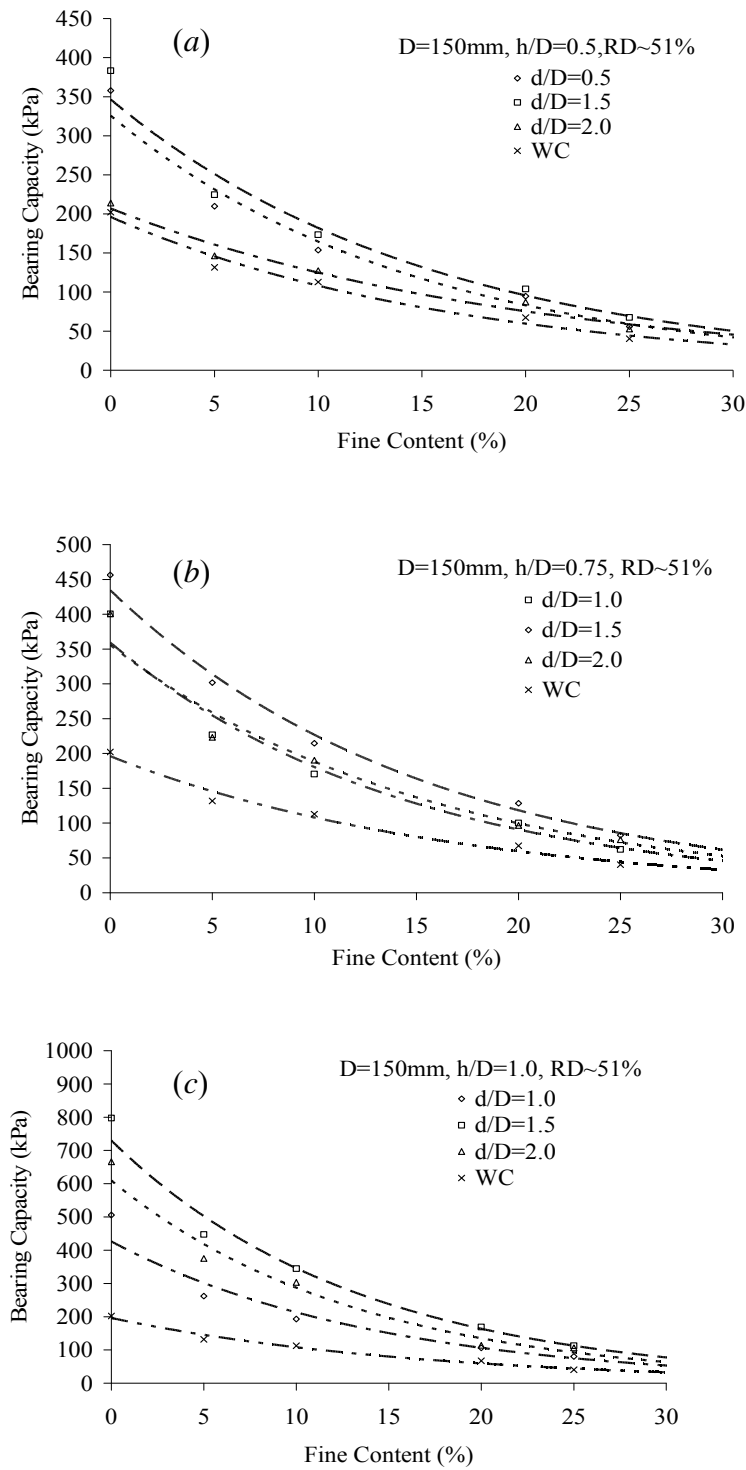 (a)
D=150mm, h/D=0.5,RD~51%
d/D=0.5
d/D=1.5
d/D=2.0
WC
Bearing Capacity (kPa)
450
400
350
300
250
200
150
100
50
0
0 5 10 15 20 25 30
Fine Content (%)
(b)
D=150mm, h/D=0.75, RD~51%
d/D=1.0
d/D=1.5
d/D=2.0
WC
Bearing Capacity (kPa)
500
450
400
350
300
250
200
150
100
50
0
0 5 10 15 20 25 30
Fine Content (%)
(c)
D=150mm, h/D=1.0, RD~51%
d/D=1.0
d/D=1.5
d/D=2.0
WC
Bearing Capacity (kPa)
1000
900
800
700
600
500
400
300
200
100
0
0 5 10 15 20 25 30
Fine Content (%)